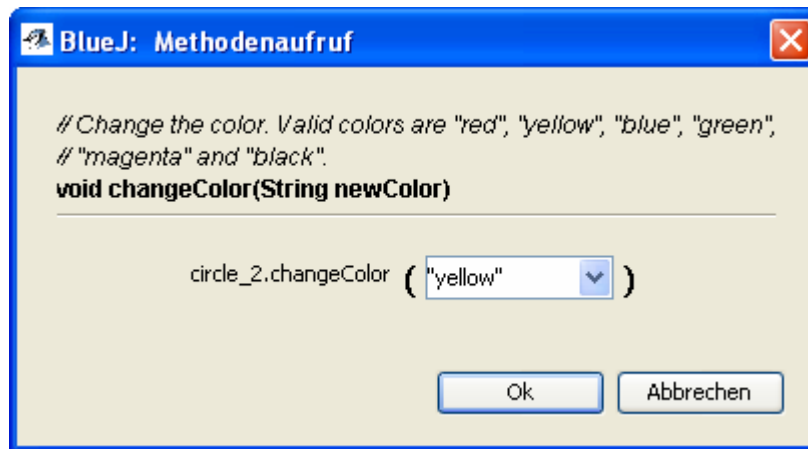 BlueJ: Methodenaufruf
// Change the color. Valid colors are "red", "yellow", "blue", "green",
// "magenta" and "black".
void changeColor(String newColor)
circle_2.changeColor ( "yellow" )
Ok Abbrechen